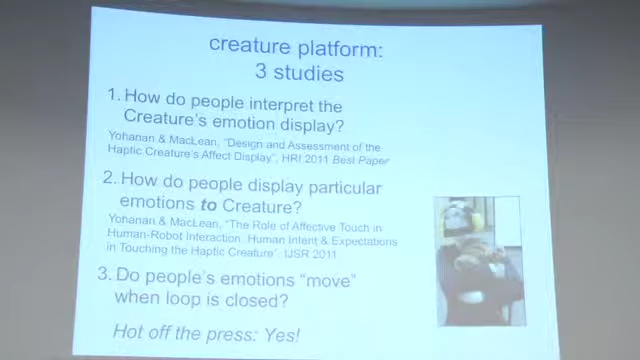 creature platform:
3 studies
1. How do people interpret the
Creature's emotion display?
Yohanan & MacLean, "Design and Assessment of the
Haptic Creature's Affect Display", HRI 2011 Best Paper
2. How do people display particular
emotions to Creature?
Yohanan & MacLean, "The Role of Affective Touch in
Human-Robot Interaction: Human Intent & Expectations
in Touching the Haptic Creature". IJSR 2011
3. Do people's emotions "move"
when loop is closed?
Hot off the press: Yes!